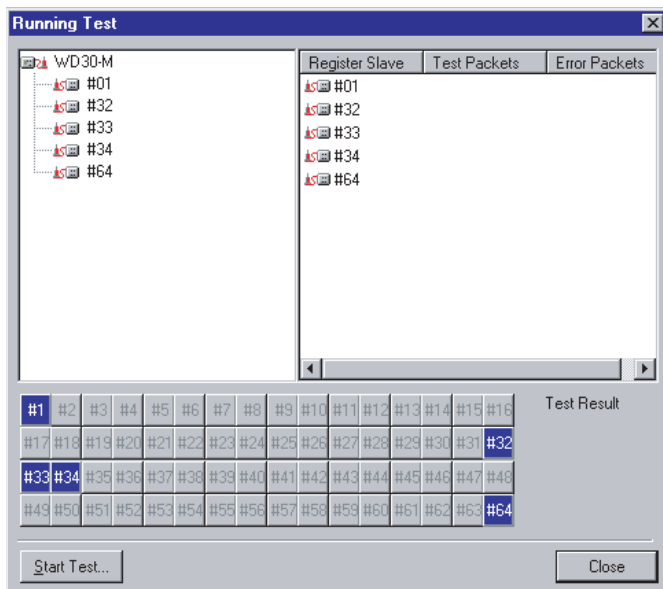 Running Test
WD30-M
#01
#32
#33
#34
#64
Register Slave Test Packets Error Packets
#01
#32
#33
#34
#64
#1 #2 #3 #4 #5 #6 #7 #8 #9 #10 #11 #12 #13 #14 #15 #16
Test Result
#17 #18 #19 #20 #21 #22 #23 #24 #25 #26 #27 #28 #29 #30 #31 #32
#33 #34 #35 #36 #37 #38 #39 #40 #41 #42 #43 #44 #45 #46 #47 #48
#49 #50 #51 #52 #53 #54 #55 #56 #57 #58 #59 #60 #61 #62 #63 #64
Start Test...
Close